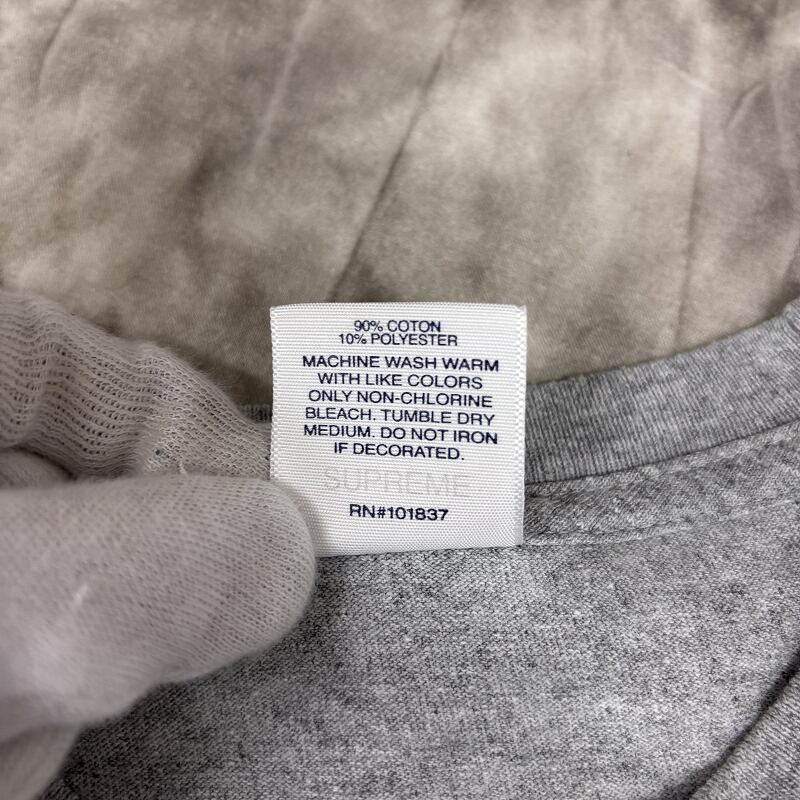 90% COTON
10% POLYESTER
MACHINE WASH WARM
WITH LIKE COLORS
ONLY NON-CHLORINE
BLEACH. TUMBLE DRY
MEDIUM. DO NOT IRON
IF DECORATED.
SUPREME
RN#101837